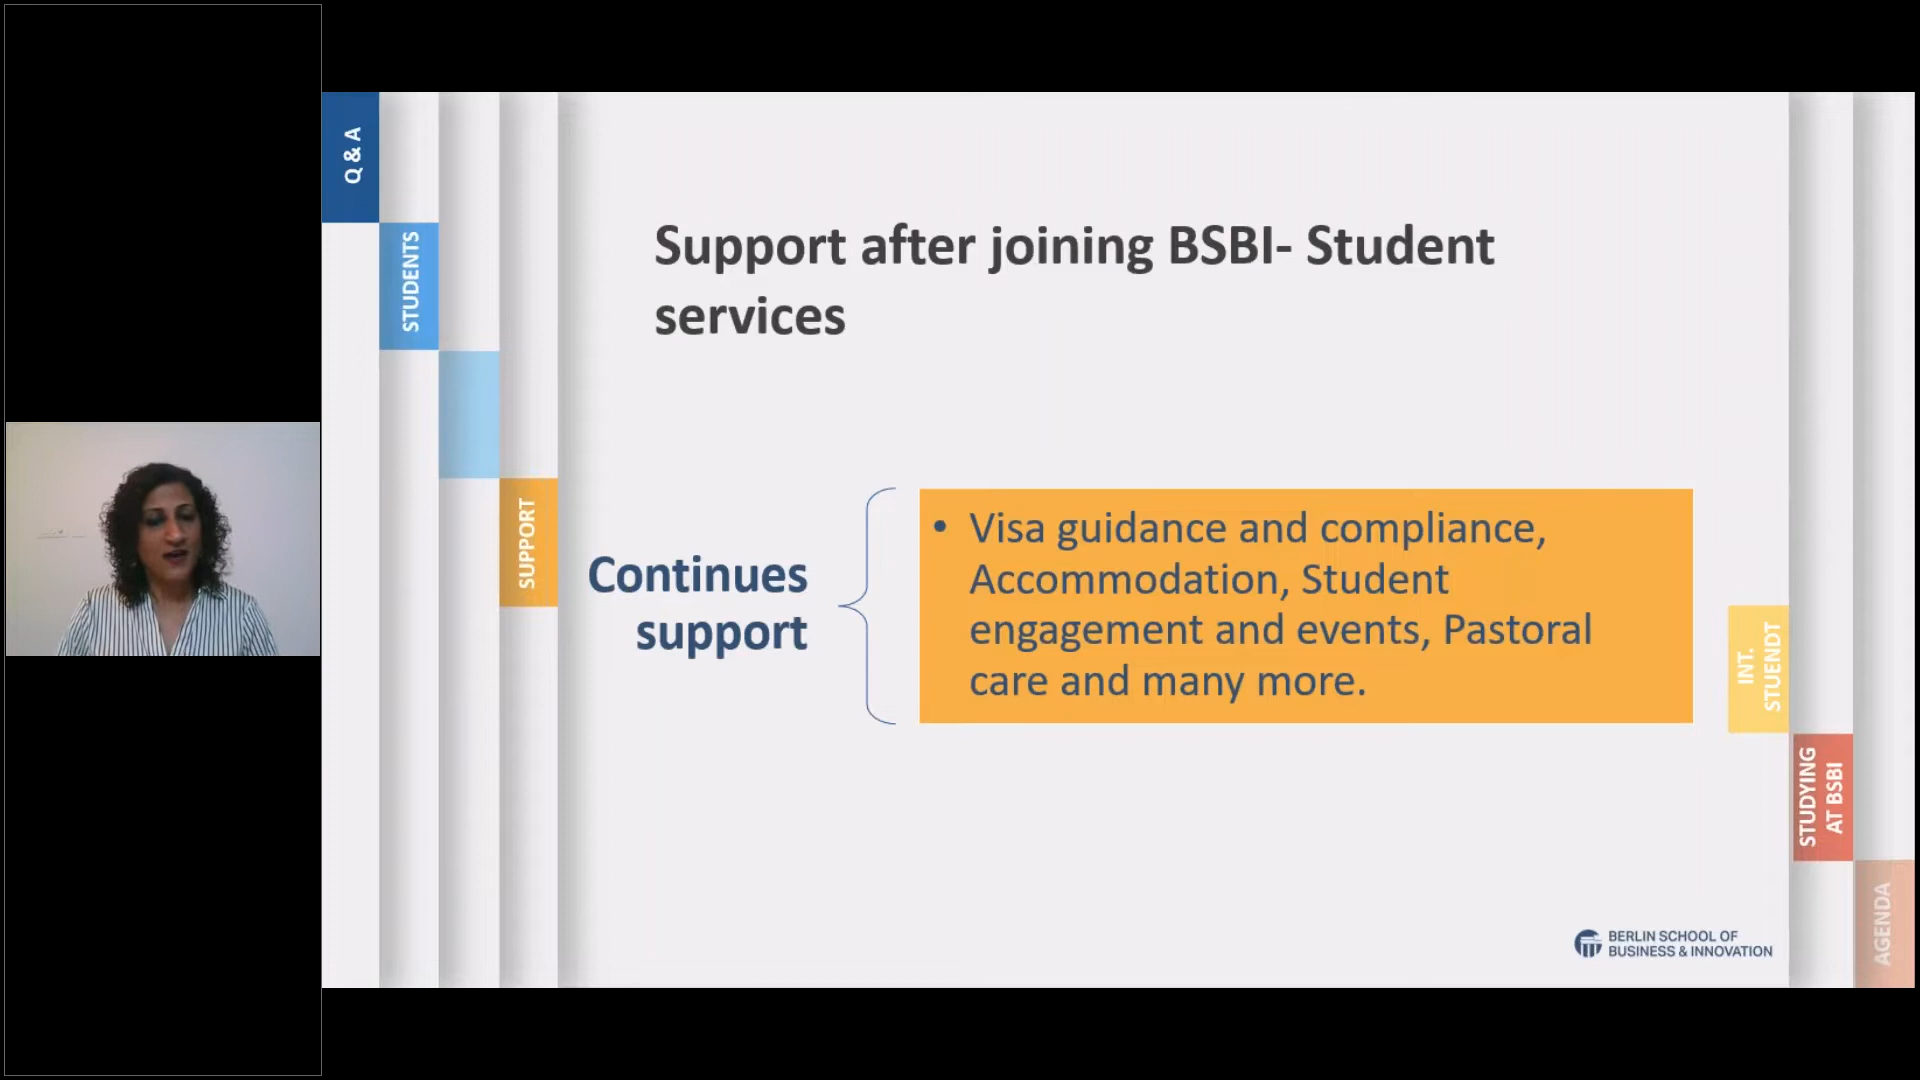 Q & A
STUDENTS
SUPPORT
Support after joining BSBI- Student
services
Continues
support
• Visa guidance and compliance,
Accommodation, Student
engagement and events, Pastoral
care and many more.
INT.
STUENDT
STUDYING
AT BSBI
AGENDA
BERLIN SCHOOL OF
BUSINESS & INNOVATION